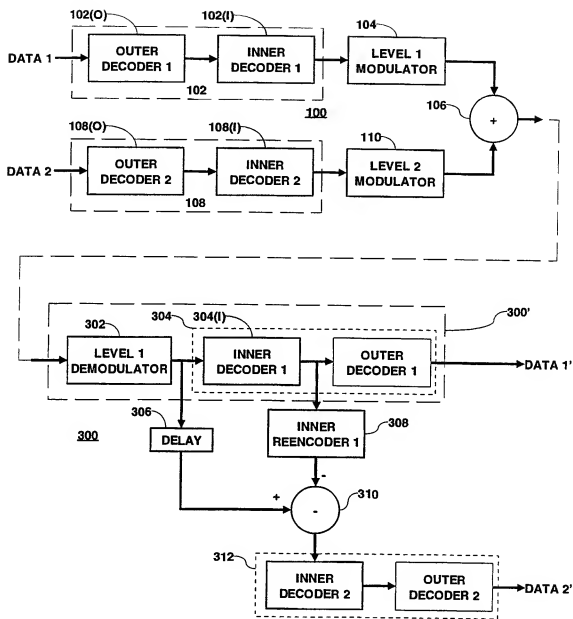 102(O)
102(I)
104
DATA 1
OUTER
DECODER 1
INNER
DECODER 1
LEVEL 1
MODULATOR
102
100
106
+
108(O)
108(I)
110
DATA 2
OUTER
DECODER 2
INNER
DECODER 2
LEVEL 2
MODULATOR
108
302
304
304(I)
300'
LEVEL 1
DEMODULATOR
INNER
DECODER 1
OUTER
DECODER 1
DATA 1'
306
300
DELAY
INNER
REENCODER 1
308
-
+
-
310
312
INNER
DECODER 2
OUTER
DECODER 2
DATA 2'